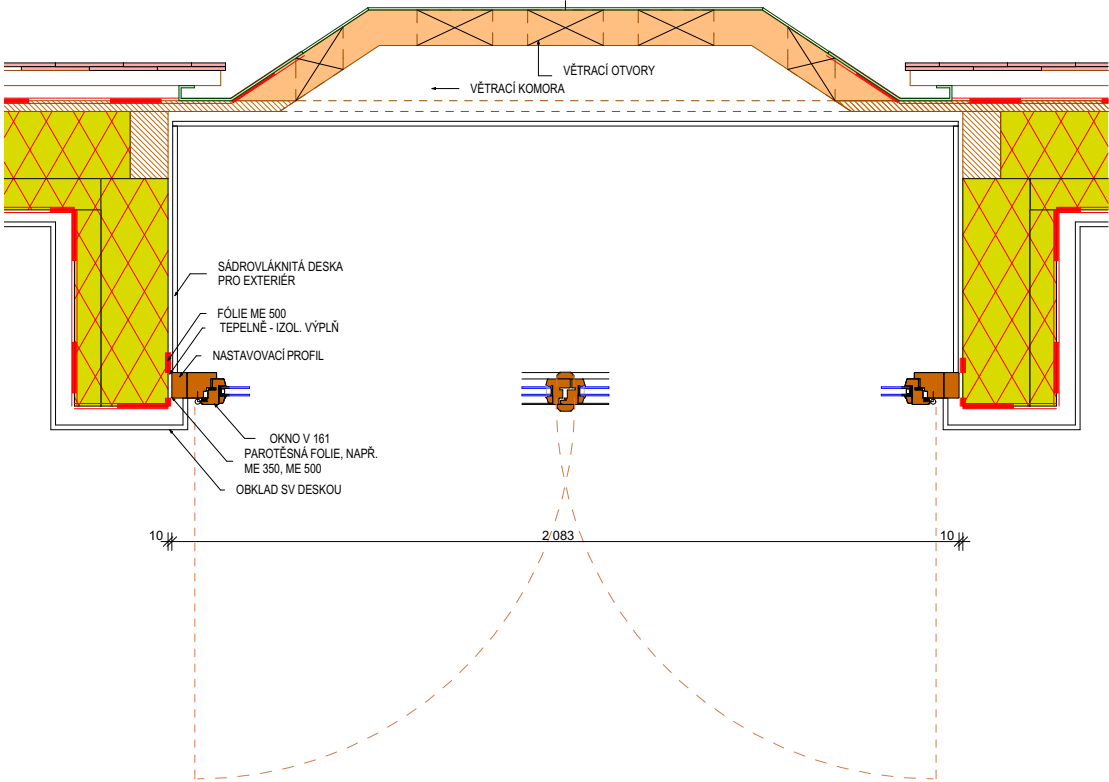 VĚTRACÍ OTVORY
VĚTRACÍ KOMORA
SÁDROVLÁKNITÁ DESKA
PRO EXTERIÉR
FÓLIE ME 500
TEPELNĚ - IZOL. VÝPLŇ
NASTAVOVACÍ PROFIL
OKNO V 161
PAROTĚSNÁ FOLIE, NAPŘ.
ME 350, ME 500
OBKLAD SV DESKOU
10 2 083 10